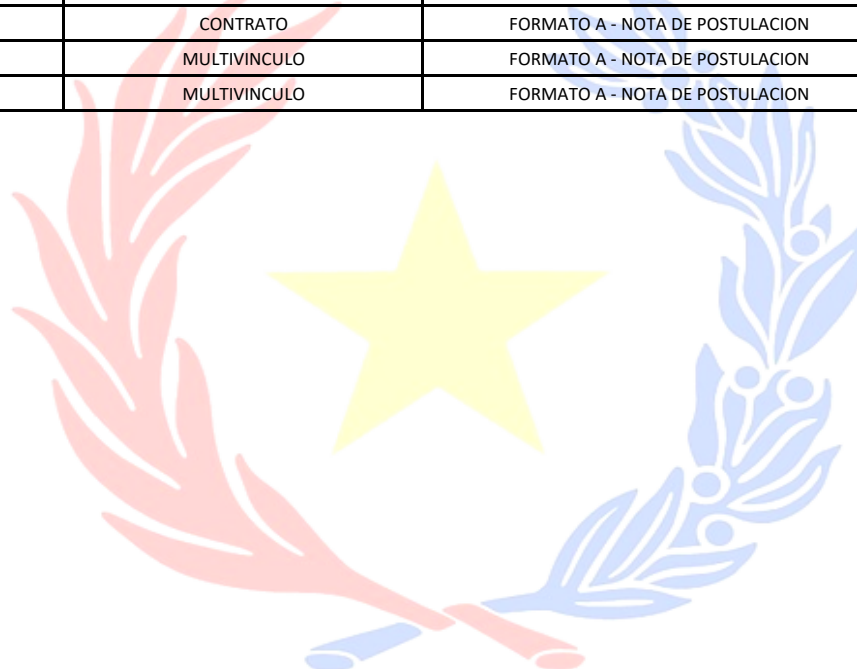 CONTRATO FORMATO A - NOTA DE POSTULACION
MULTIVINCULO FORMATO A - NOTA DE POSTULACION
MULTIVINCULO FORMATO A - NOTA DE POSTULACION